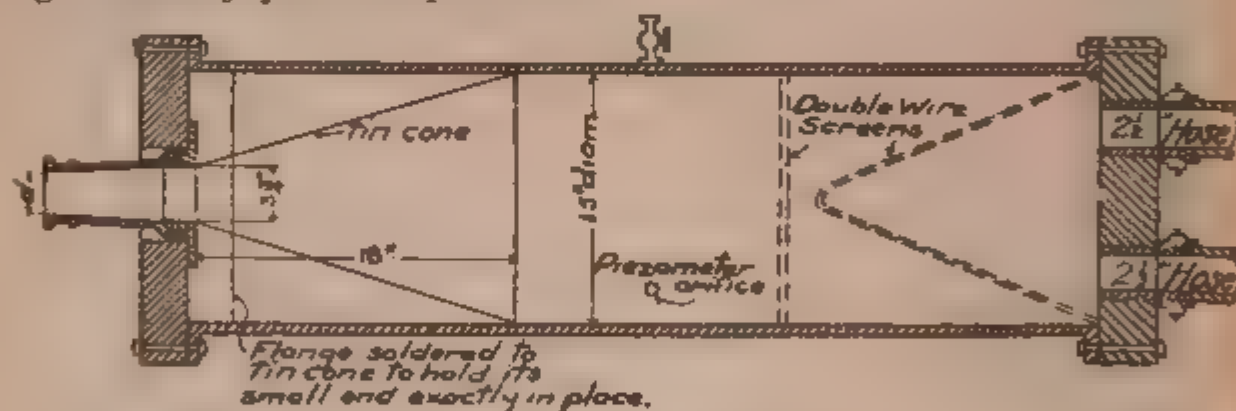 Tin cone
Double Wire
Screens
2½ Hose
15" diam.
18"
Piezometer
orifice
2½" Hose
Flange soldered to
Tin cone to hold its
small end exactly in place.